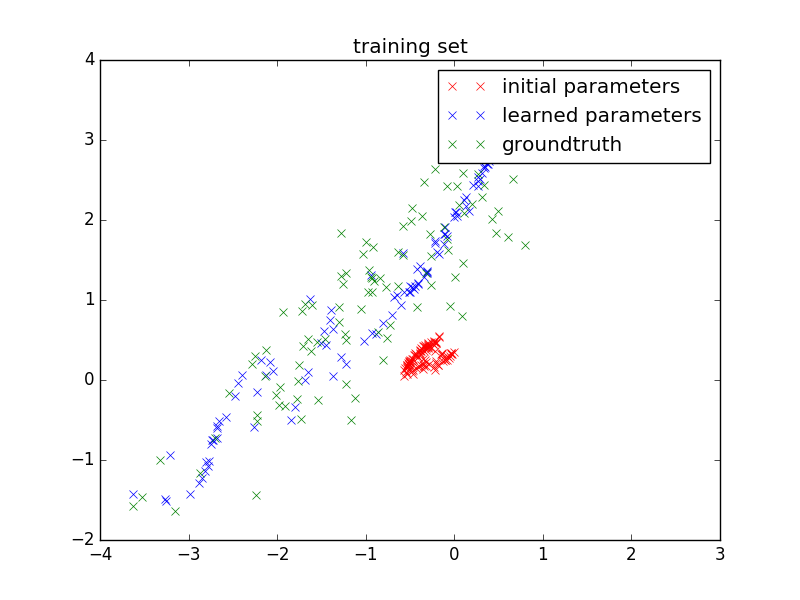 training set
initial parameters
learned parameters
groundtruth
4
3
2
1
0
−1
−2
−4 −3 −2 −1 0 1 2 3